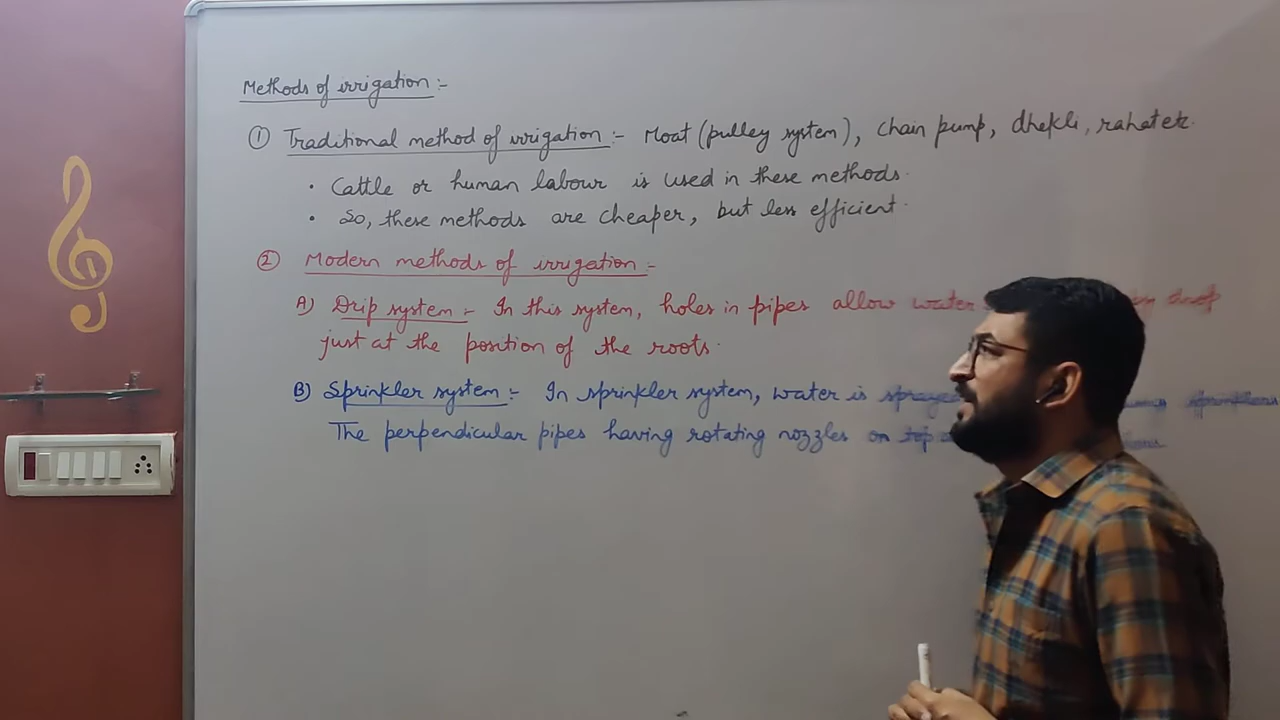 Methods of irrigation :-
① Traditional method of irrigation :- Moat (pulley system), chain pump, dhekli, rahatek.
• Cattle or human labour is used in these methods.
• So, these methods are cheaper, but less efficient.
② Modern methods of irrigation :-
A) Drip system :- In this system, holes in pipes allow water drop
just at the position of the roots.
B) Sprinkler system :- In sprinkler system, water is
The perpendicular pipes having rotating nozzles on top